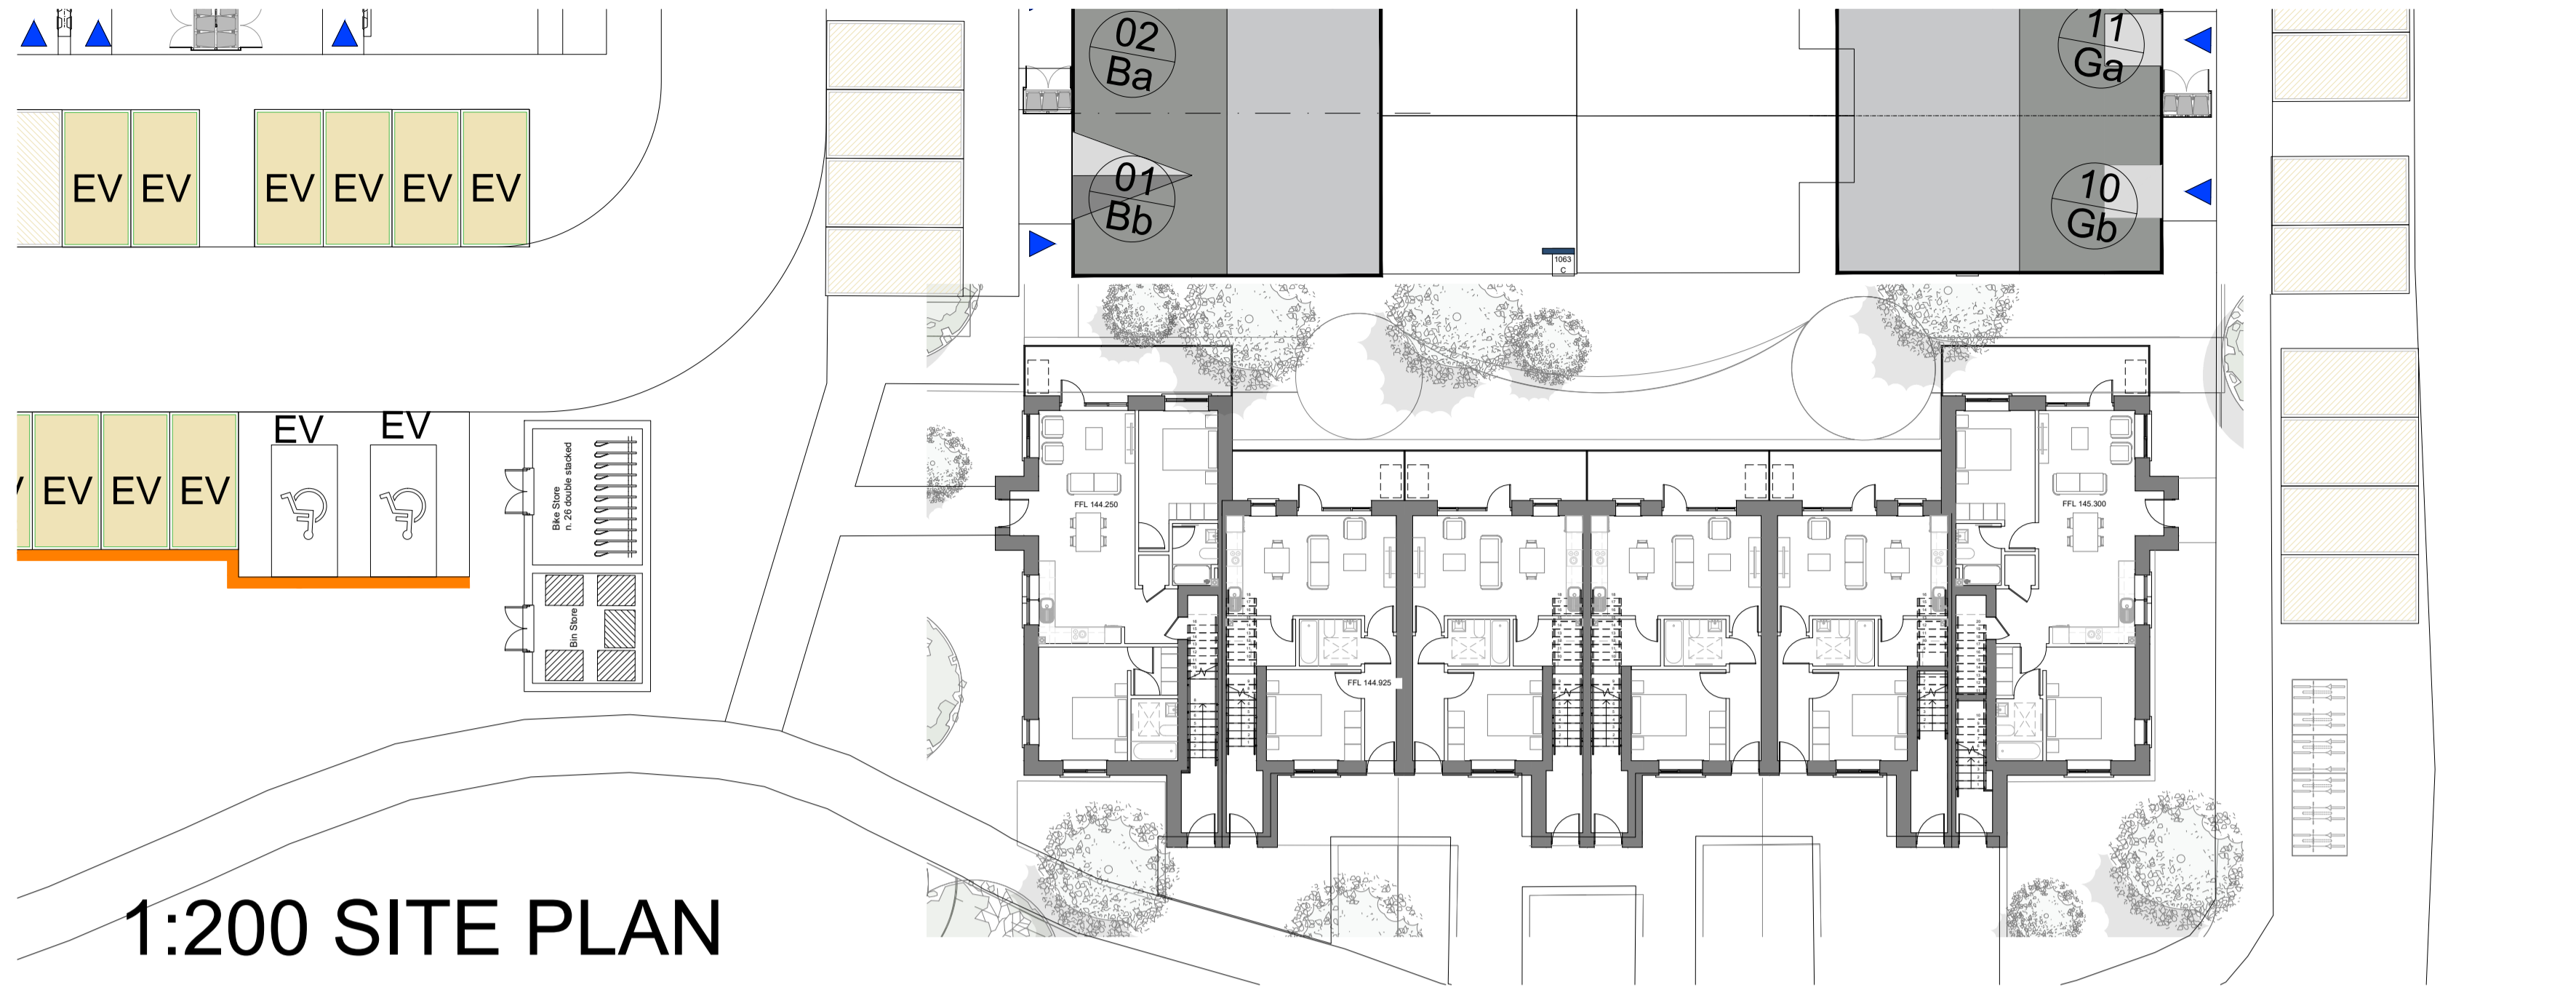 02
Ba
01
Bb
11
Ga
10
Gb
EV
EV
EV
EV
EV
EV
1063
C
EV
EV
EV
EV
EV
Bike Store
n. 26 double stacked
Bin Store
FFL 144.250
FFL 145.300
FFL 144.925
1:200 SITE PLAN